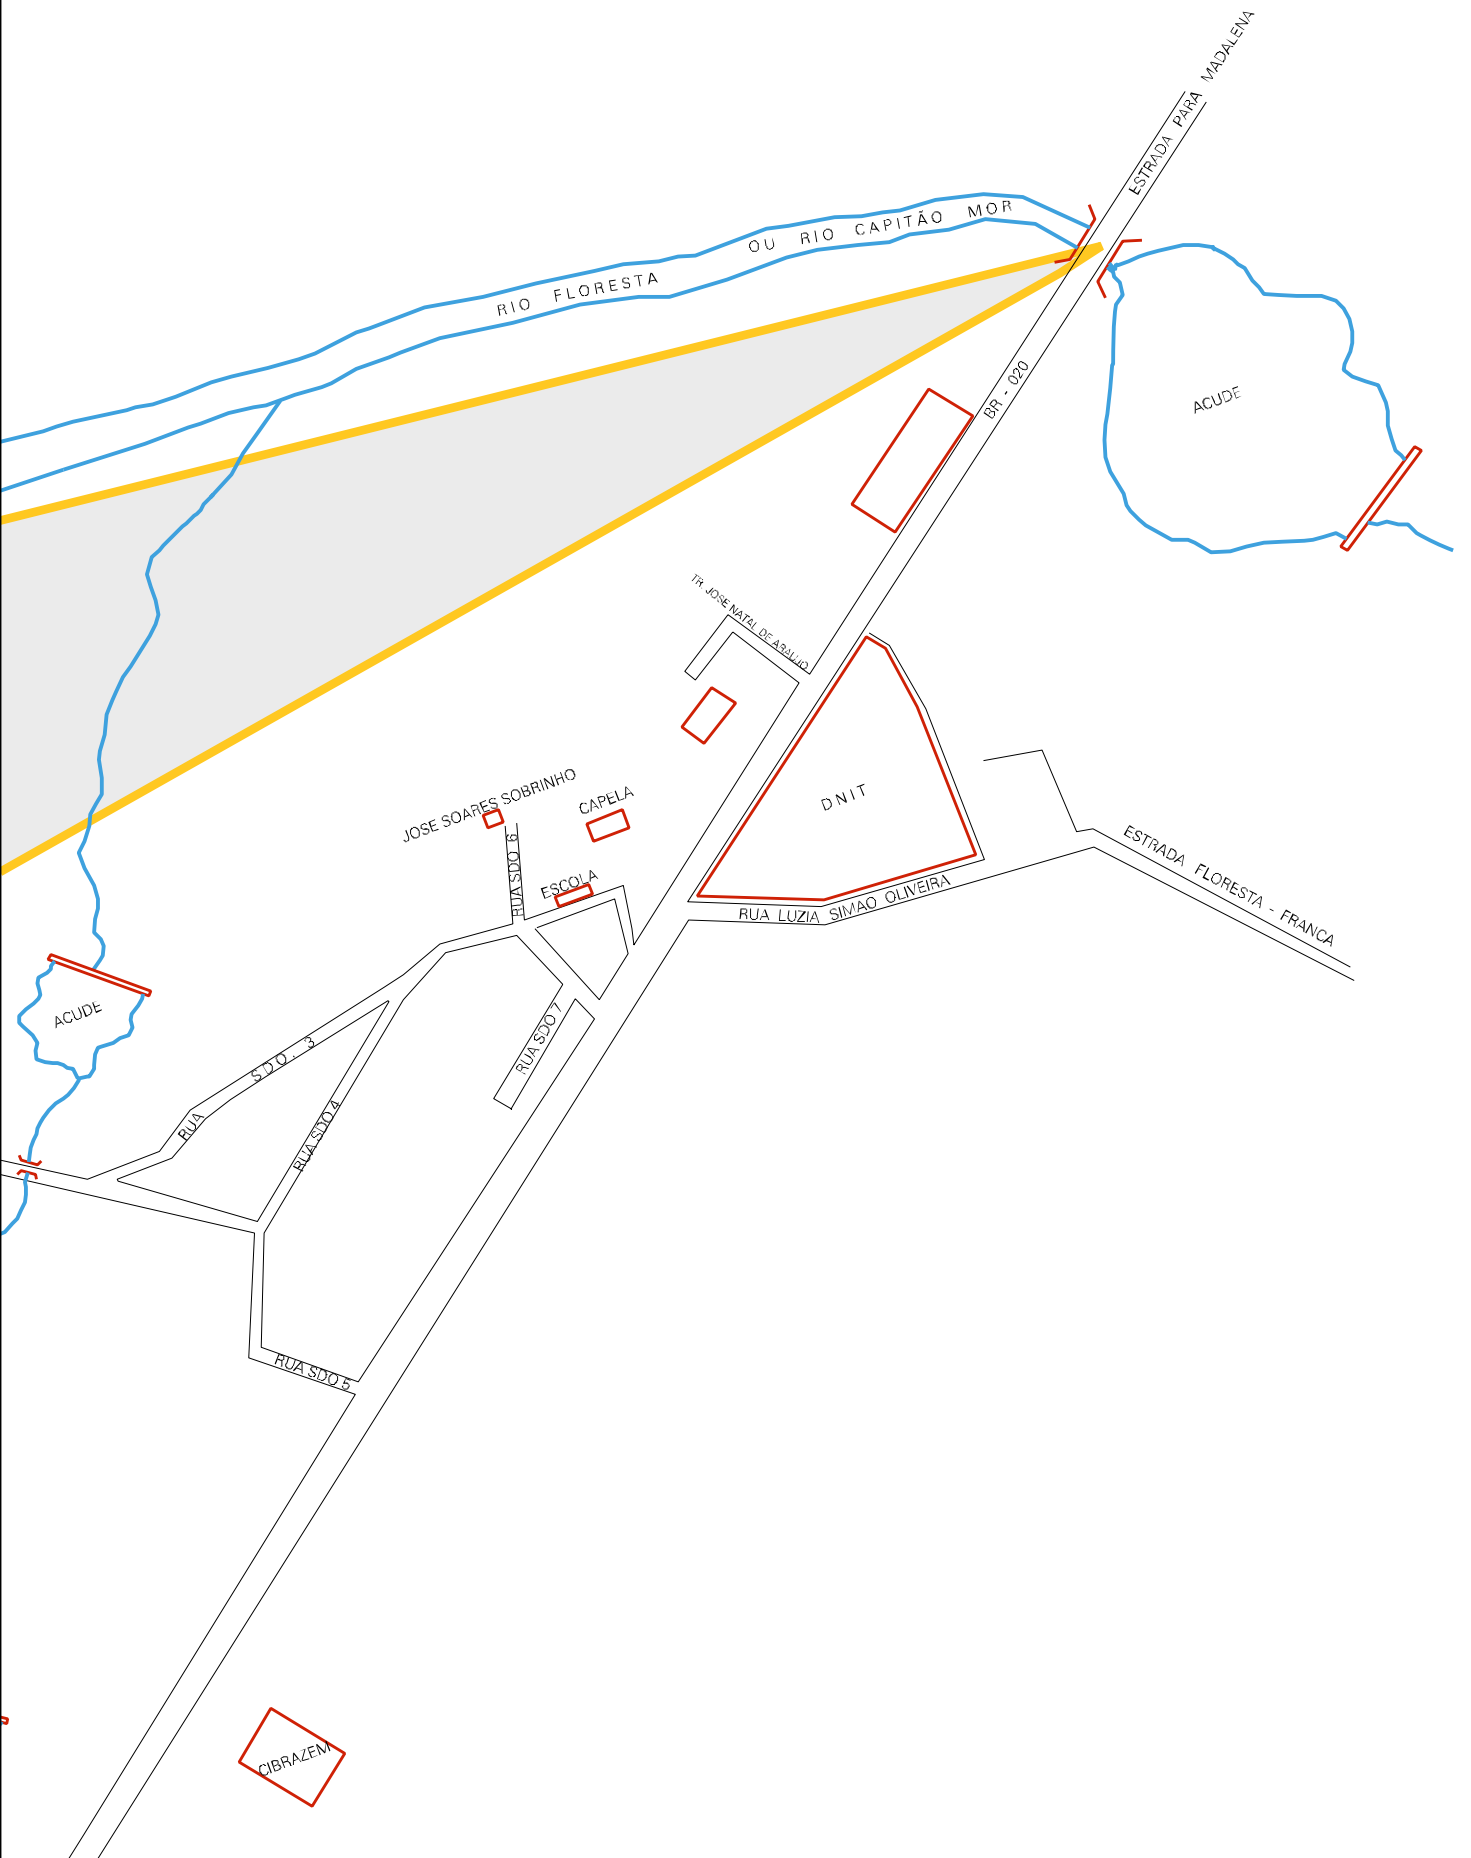 ESTRADA PARA MADALENA
OU RIO CAPITÃO MOR
RIO FLORESTA
BR - 020
ACUDE
TR JOSE NATAL DE ARAUJO
JOSE SOARES SOBRINHO
CAPELA
DNIT
RUA SDO 6
ESCOLA
RUA LUZIA SIMAO OLIVEIRA
ESTRADA FLORESTA - FRANCA
ACUDE
RUA SDO 7
RUA SDO. 3
RUA SDO 4
RUA SDO 5
CIBRAZEM